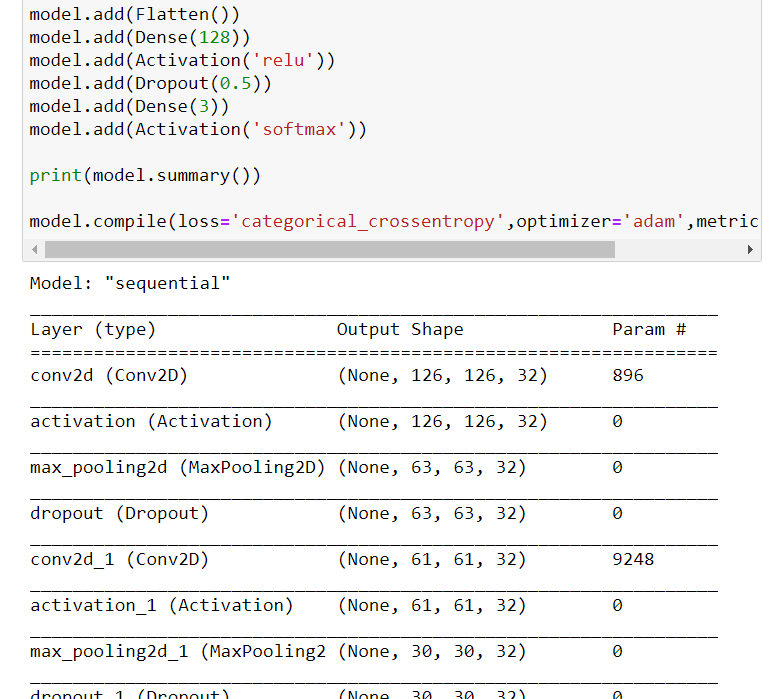 model.add(Flatten())
model.add(Dense(128))
model.add(Activation('relu'))
model.add(Dropout(0.5))
model.add(Dense(3))
model.add(Activation('softmax'))
print(model.summary())
model.compile(loss='categorical_crossentropy',optimizer='adam',metric
Model: "sequential"
_________________________________________________________________
Layer (type)                 Output Shape              Param #
=================================================================
conv2d (Conv2D)              (None, 126, 126, 32)      896
_________________________________________________________________
activation (Activation)      (None, 126, 126, 32)      0
_________________________________________________________________
max_pooling2d (MaxPooling2D) (None, 63, 63, 32)        0
_________________________________________________________________
dropout (Dropout)            (None, 63, 63, 32)        0
_________________________________________________________________
conv2d_1 (Conv2D)            (None, 61, 61, 32)        9248
_________________________________________________________________
activation_1 (Activation)    (None, 61, 61, 32)        0
_________________________________________________________________
max_pooling2d_1 (MaxPooling2 (None, 30, 30, 32)        0
_________________________________________________________________
dropout_1 (Dropout)          (None, 30, 30, 32)        0